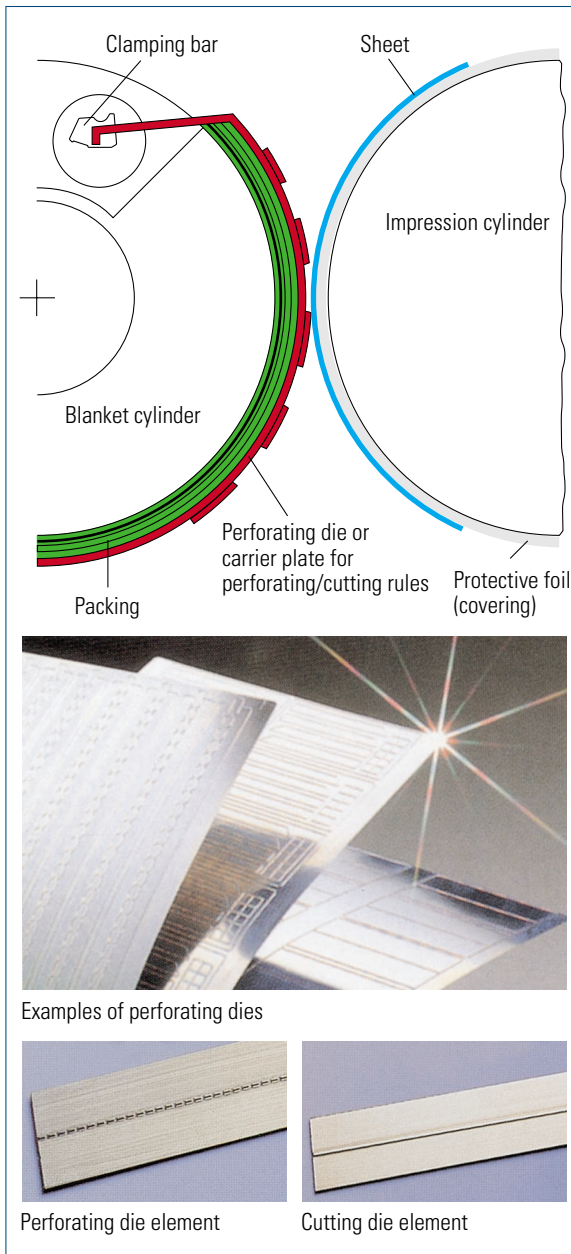 Clamping bar
Sheet
Impression cylinder
Blanket cylinder
Perforating die or
carrier plate for
perforating/cutting rules
Packing
Protective foil
(covering)
Examples of perforating dies
Perforating die element
Cutting die element